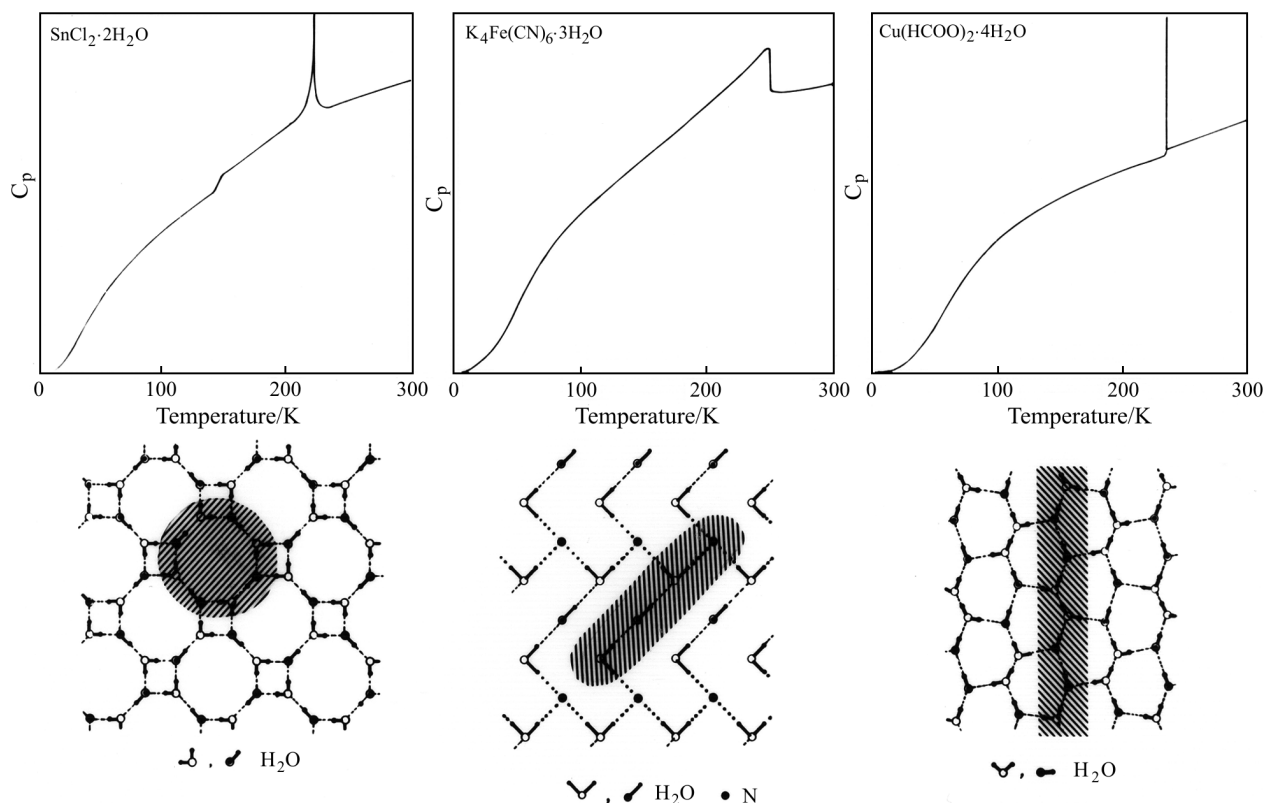 SnCl₂·2H₂O
K₄Fe(CN)₆·3H₂O
Cu(HCOO)₂·4H₂O
Cₚ
Cₚ
Cₚ
0 100 200 300
0 100 200 300
0 100 200 300
Temperature/K
Temperature/K
Temperature/K
, H₂O
, H₂O N
, H₂O